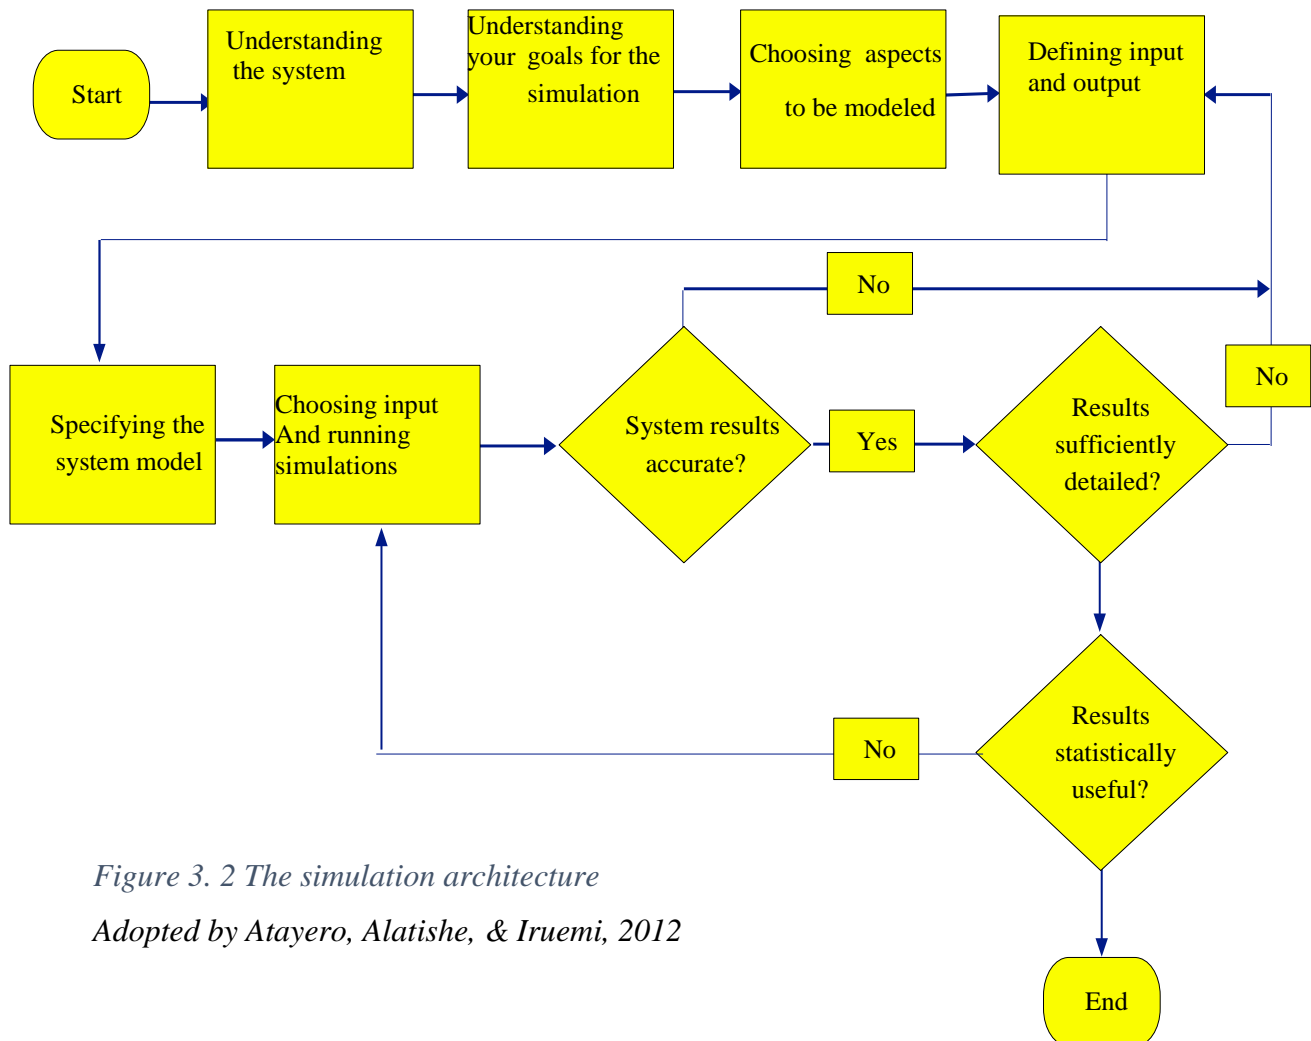 Start
Understanding
the system
Understanding
your goals for the
simulation
Choosing aspects
to be modeled
Defining input
and output
No
No
Specifying the
system model
Choosing input
And running
simulations
System results
accurate?
Yes
Results
sufficiently
detailed?
No
Results
statistically
useful?
Figure 3. 2 The simulation architecture
Adopted by Atayero, Alatishe, & Iruemi, 2012
End